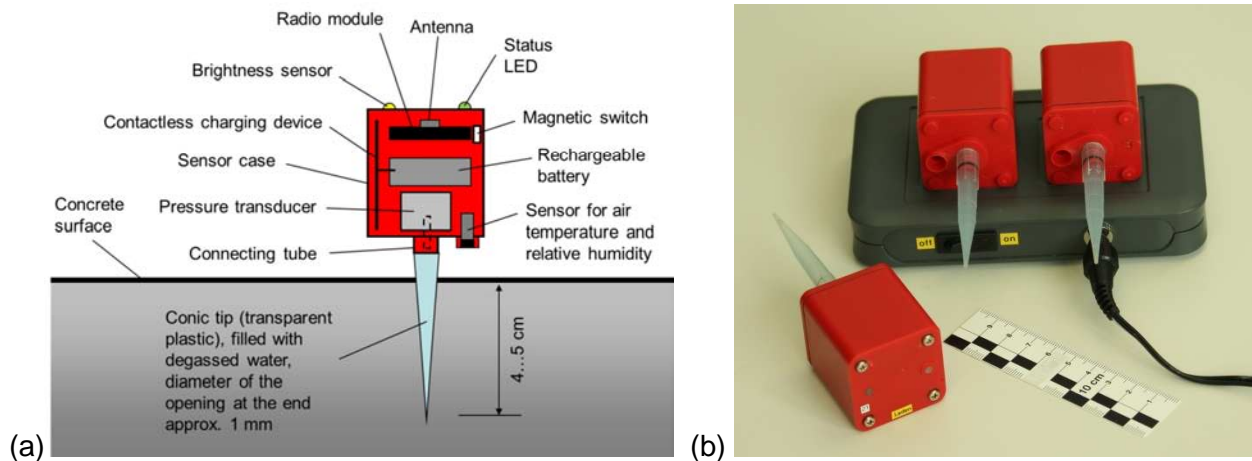 Radio module
Antenna
Status
LED
Brightness sensor
Contactless charging device
Magnetic switch
Sensor case
Rechargeable
battery
Concrete
surface
Pressure transducer
Sensor for air
temperature and
relative humidity
Connecting tube
Conic tip (transparent
plastic), filled with
degassed water,
diameter of the
opening at the end
approx. 1 mm
4...5 cm
(a)
off
on
10 cm
(b)